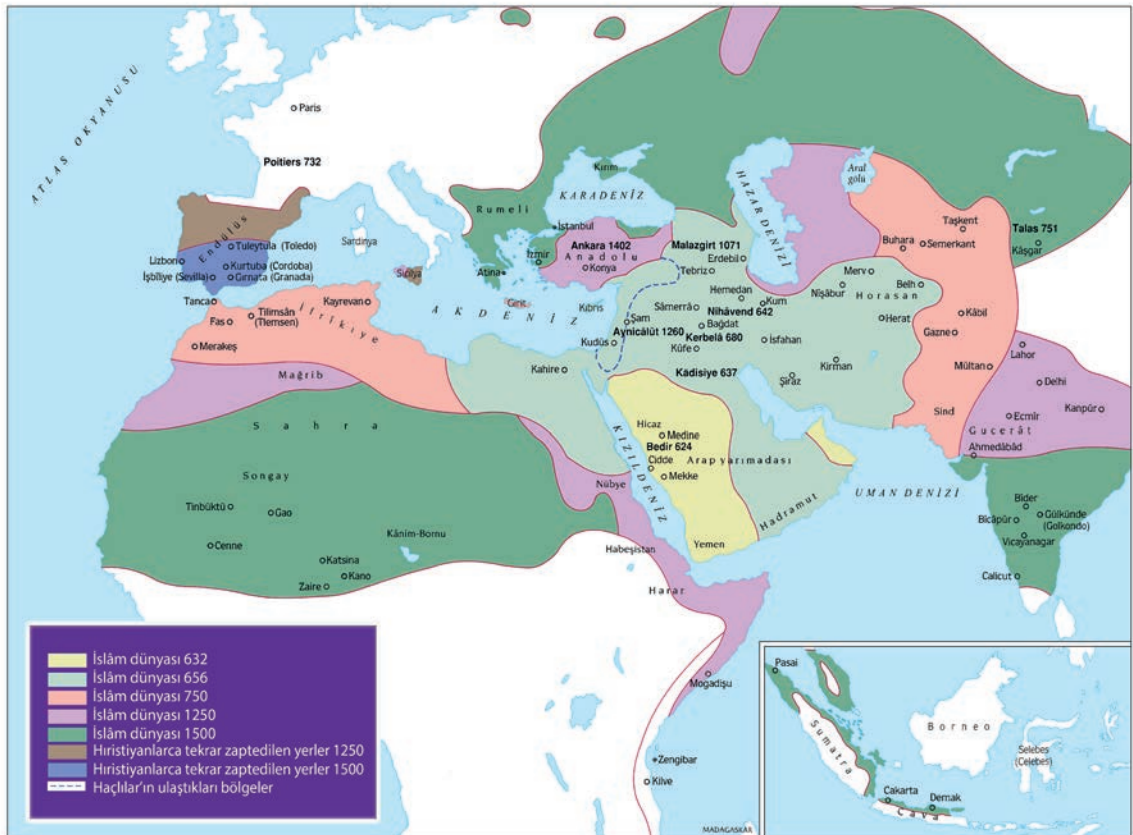 ATLAS OKYANUSU
Paris
Poitiers 732
Endülüs
Tuleytula (Toledo)
Lizbon
Kurtuba (Cordoba)
İşbîliye (Sevilla)
Gırnata (Granada)
Sardinya
Sicilya
Rumeli
Kırım
KARADENİZ
İstanbul
İzmir
Atina
Ankara 1402
Anadolu
Konya
Girit
Kıbrıs
AKDENİZ
HAZAR DENİZİ
Aral
gölü
Malazgirt 1071
Erdebil
Tebriz
Taşkent
Buhara
Semerkant
Talas 751
Kâşgar
Merv
Belh
Nîşâbur
Horasan
Hemedan
Kum
Sâmerrâ
Nihâvend 642
Şam
Bağdat
Aynicâlût 1260
Kerbelâ 680
Kudüs
Kûfe
İsfahan
Herat
Kâbil
Gazne
Kirman
Şiraz
Mültan
Lahor
Delhi
Kanpûr
Ecmîr
Gucerât
Ahmedâbâd
Sind
Kahire
Kâdisiye 637
Tanca
Tilimsân
(Tlemsen)
Kayrevan
İfrikıye
Fas
Merakeş
Mağrib
Sahra
Songay
Tinbüktü
Gao
Cenne
Kânim-Bornu
Katsina
Kano
Zaire
Nübye
KIZILDENİZ
Hicaz
Medine
Bedir 624
Cidde
Mekke
Arap yarımadası
Hadramut
Yemen
UMAN DENİZİ
Habeşistan
Harar
Mogadişu
Zengibar
Kilve
MADAGASKAR
Bîder
Bîcâpûr
Gülkünde
(Golkondo)
Vicayanagar
Calicut
İslâm dünyası 632
İslâm dünyası 656
İslâm dünyası 750
İslâm dünyası 1250
İslâm dünyası 1500
Hıristiyanlarca tekrar zaptedilen yerler 1250
Hıristiyanlarca tekrar zaptedilen yerler 1500
Haçlılar'ın ulaştıkları bölgeler
Pasai
Sumatra
Borneo
Selebes
(Celebes)
Cakarta
Demak
Cava